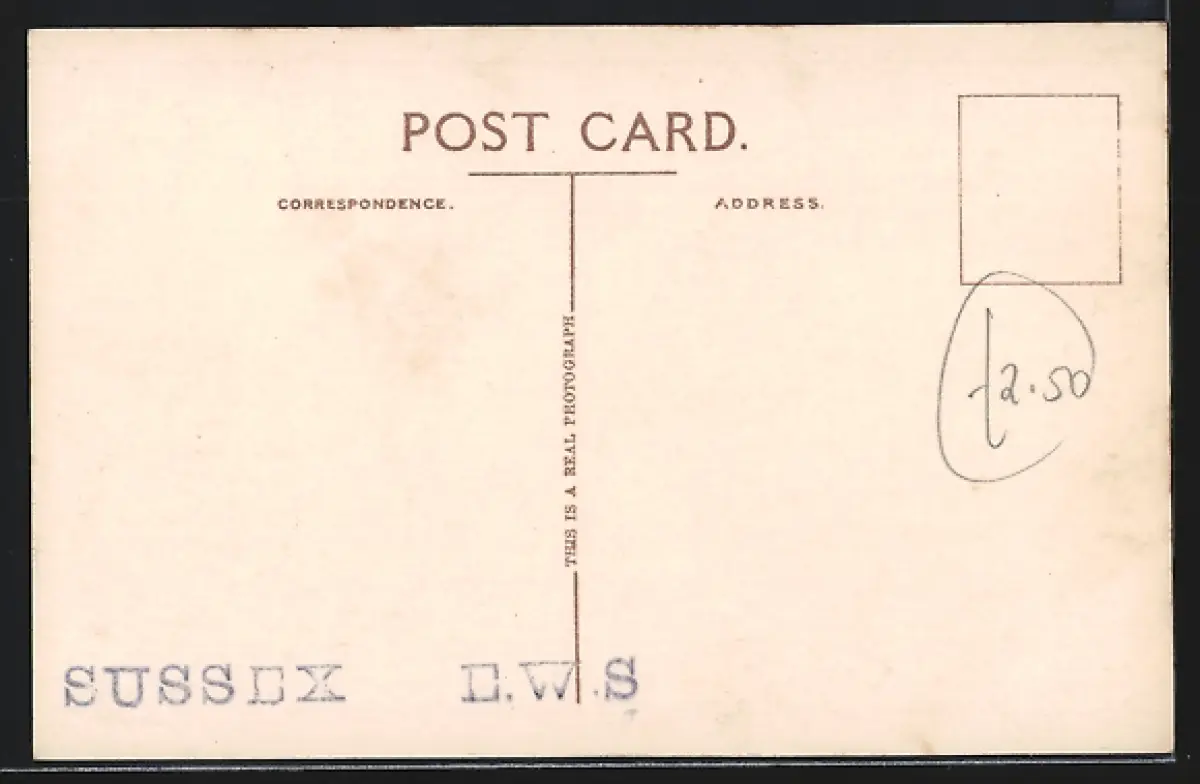 POST CARD.
CORRESPONDENCE.
ADDRESS.
THIS IS A REAL PHOTOGRAPH
£2.50
SUSSEX E.W.S